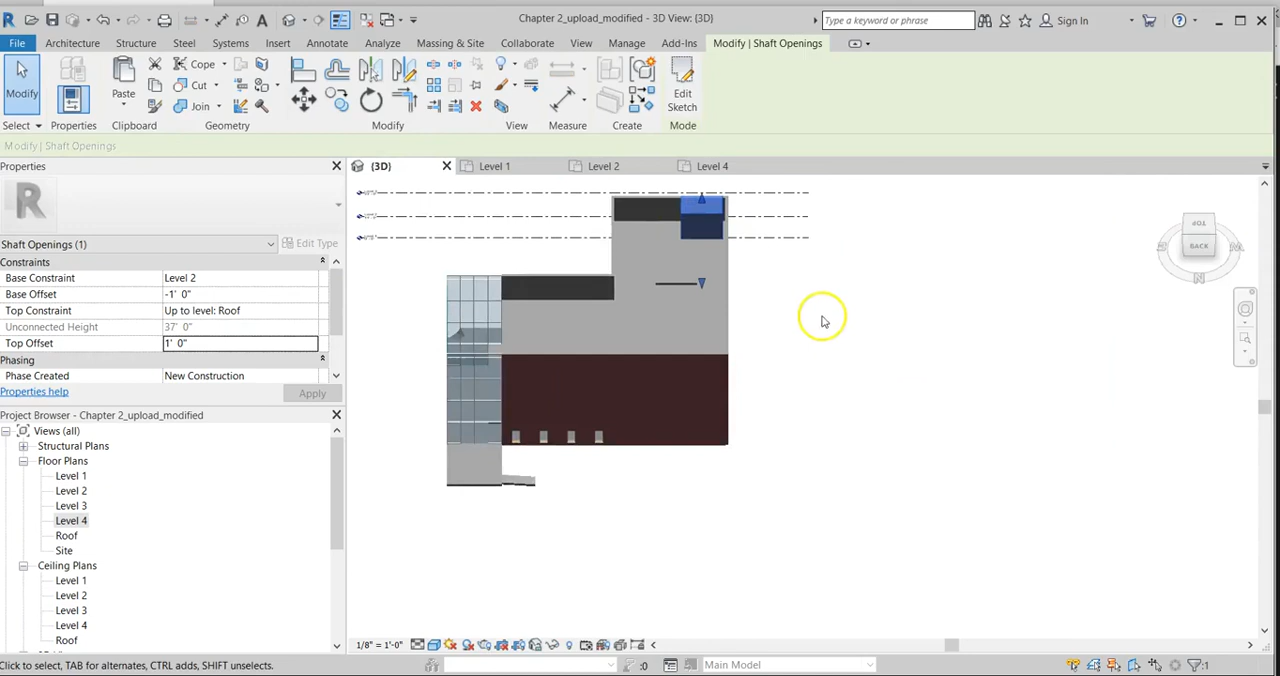 Chapter 2_upload_modified - 3D View: {3D}
Type a keyword or phrase
Sign In
File Architecture Structure Steel Systems Insert Annotate Analyze Massing & Site Collaborate View Manage Add-Ins Modify | Shaft Openings
Modify
Properties
Paste
Cope
Cut
Join
Edit
Sketch
Select Properties Clipboard Geometry Modify View Measure Create Mode
Modify | Shaft Openings
Properties
{3D} Level 1 Level 2 Level 4
Shaft Openings (1) Edit Type
Constraints
Base Constraint Level 2
Base Offset -1' 0"
Top Constraint Up to level: Roof
Unconnected Height 37' 0"
Top Offset 1' 0"
Phasing
Phase Created New Construction
Properties help Apply
Project Browser - Chapter 2_upload_modified
Views (all)
Structural Plans
Floor Plans
Level 1
Level 2
Level 3
Level 4
Roof
Site
Ceiling Plans
Level 1
Level 2
Level 3
Level 4
Roof
TOP
BACK
W
N
1/8" = 1'-0"
Click to select, TAB for alternates, CTRL adds, SHIFT unselects.
:0
Main Model
:1